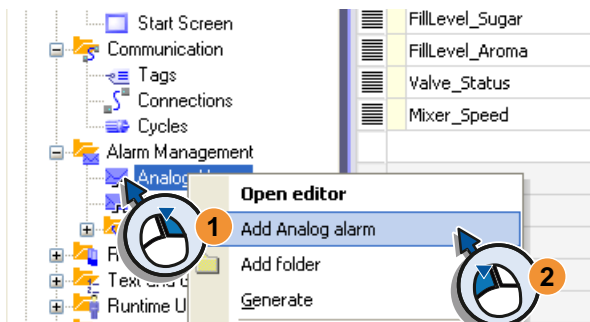 Start Screen
Communication
Tags
Connections
Cycles
Alarm Management
Analog
Open editor
Add Analog alarm
Add folder
Generate
Runtime U
FillLevel_Sugar
FillLevel_Aroma
Valve_Status
Mixer_Speed
1
2